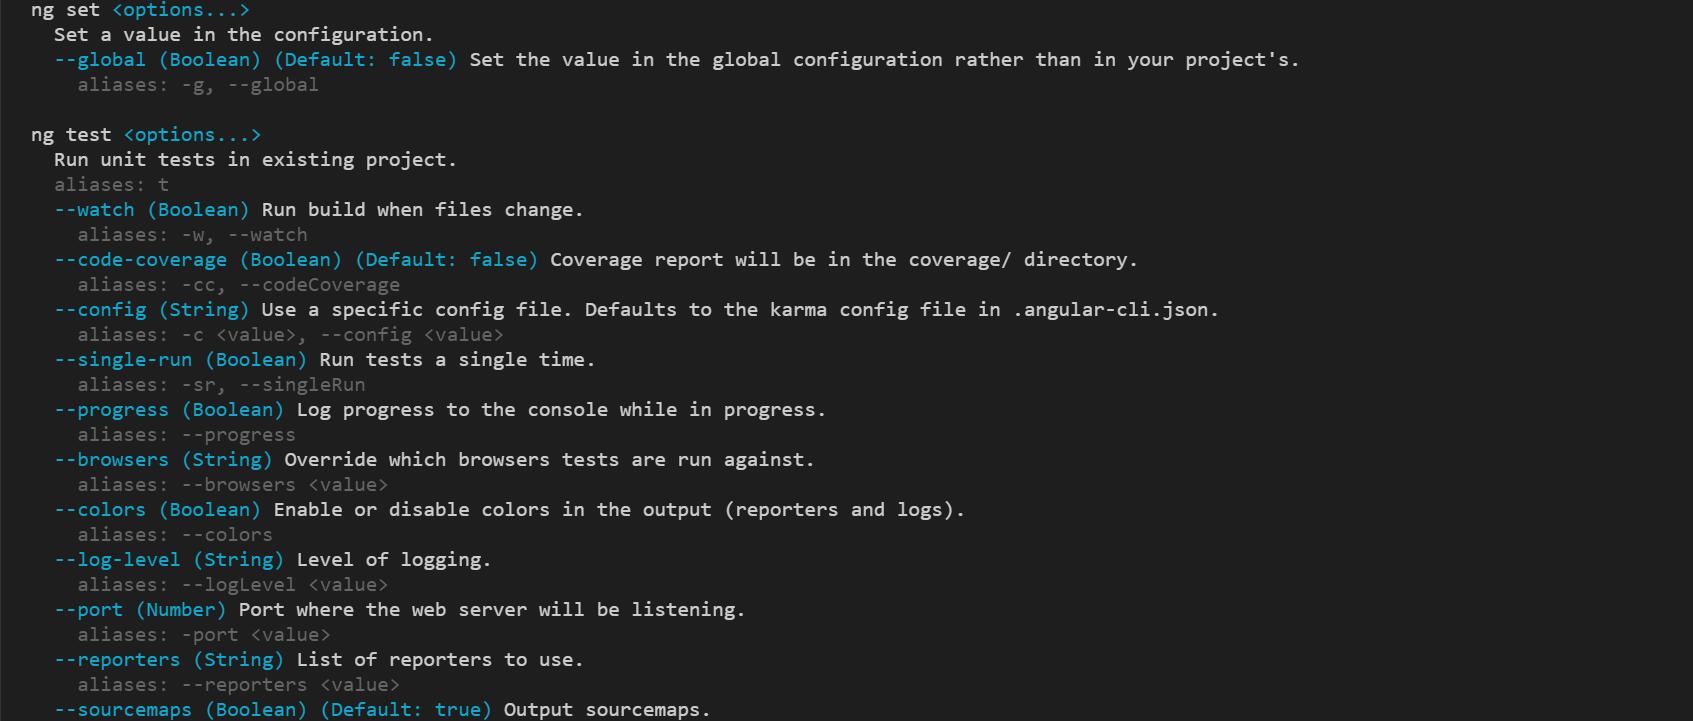 ng set <options...>
Set a value in the configuration.
--global (Boolean) (Default: false) Set the value in the global configuration rather than in your project's.
aliases: -g, --global
ng test <options...>
Run unit tests in existing project.
aliases: t
--watch (Boolean) Run build when files change.
aliases: -w, --watch
--code-coverage (Boolean) (Default: false) Coverage report will be in the coverage/ directory.
aliases: -cc, --codeCoverage
--config (String) Use a specific config file. Defaults to the karma config file in .angular-cli.json.
aliases: -c <value>, --config <value>
--single-run (Boolean) Run tests a single time.
aliases: -sr, --singleRun
--progress (Boolean) Log progress to the console while in progress.
aliases: --progress
--browsers (String) Override which browsers tests are run against.
aliases: --browsers <value>
--colors (Boolean) Enable or disable colors in the output (reporters and logs).
aliases: --colors
--log-level (String) Level of logging.
aliases: --logLevel <value>
--port (Number) Port where the web server will be listening.
aliases: -port <value>
--reporters (String) List of reporters to use.
aliases: --reporters <value>
--sourcemaps (Boolean) (Default: true) Output sourcemaps.